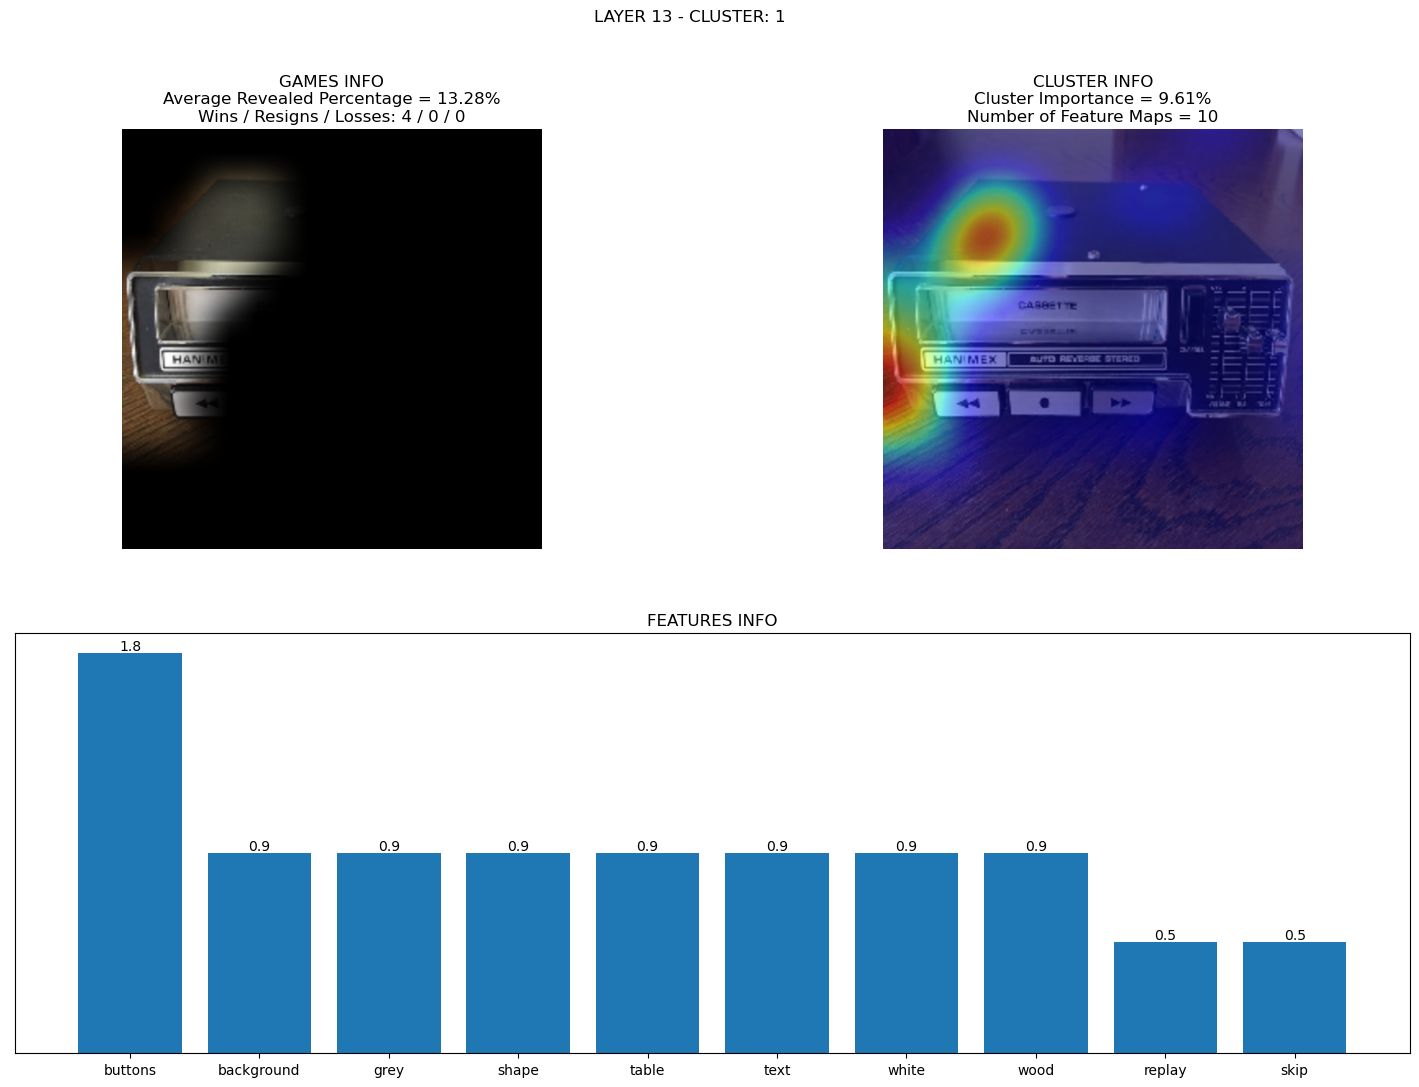 LAYER 13 - CLUSTER: 1
GAMES INFO
Average Revealed Percentage = 13.28%
Wins / Resigns / Losses: 4 / 0 / 0
CLUSTER INFO
Cluster Importance = 9.61%
Number of Feature Maps = 10
HANIME
CASSETTE
HANIMEX
AUTO REVERSE STEREO
FEATURES INFO
1.8
0.9
0.9
0.9
0.9
0.9
0.9
0.9
0.5
0.5
buttons
background
grey
shape
table
text
white
wood
replay
skip